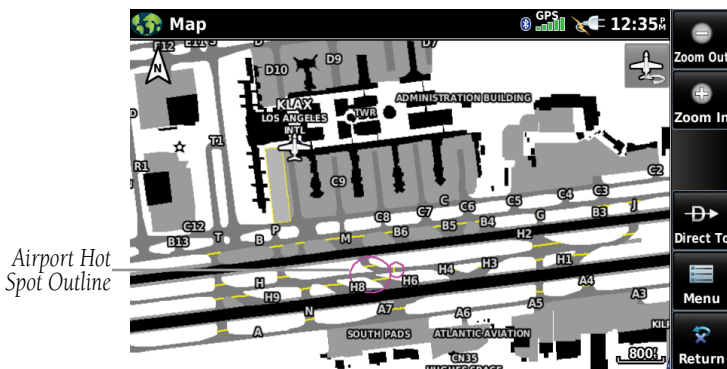 Map
GPS
12:35
Zoom Out
Zoom In
Direct To
Menu
Return
N
E12
D10
D9
D7
KLAX
LOS ANGELES
INTL
TWR
ADMINISTRATION BUILDING
T1
R1
C9
C2
C3
C4
C5
C
C6
C7
C8
C12
B13
T
B
P
M
B6
B5
B4
G
B3
J
H2
H1
H3
H4
H6
H8
H
H9
N
A
A7
A6
A5
A4
A3
SOUTH PADS
ATLANTIC AVIATION
CN35
HUGHES SPACE
800
Airport Hot
Spot Outline